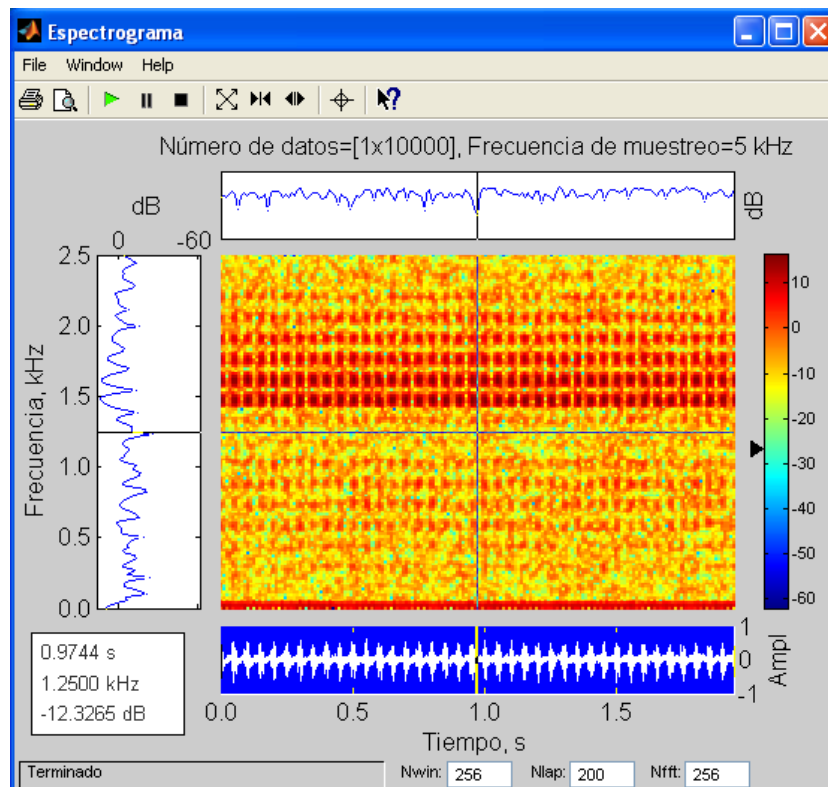 Espectrograma
File Window Help
Número de datos=[1x10000], Frecuencia de muestreo=5 kHz
dB
0 -60
dB
2.5
2.0
1.5
1.0
0.5
0.0
Frecuencia, kHz
10
0
-10
-20
-30
-40
-50
-60
0.9744 s
1.2500 kHz
-12.3265 dB
1
0
-1
Ampl
0.0 0.5 1.0 1.5
Tiempo, s
Terminado
Nwin: 256 Nlap: 200 Nfft: 256